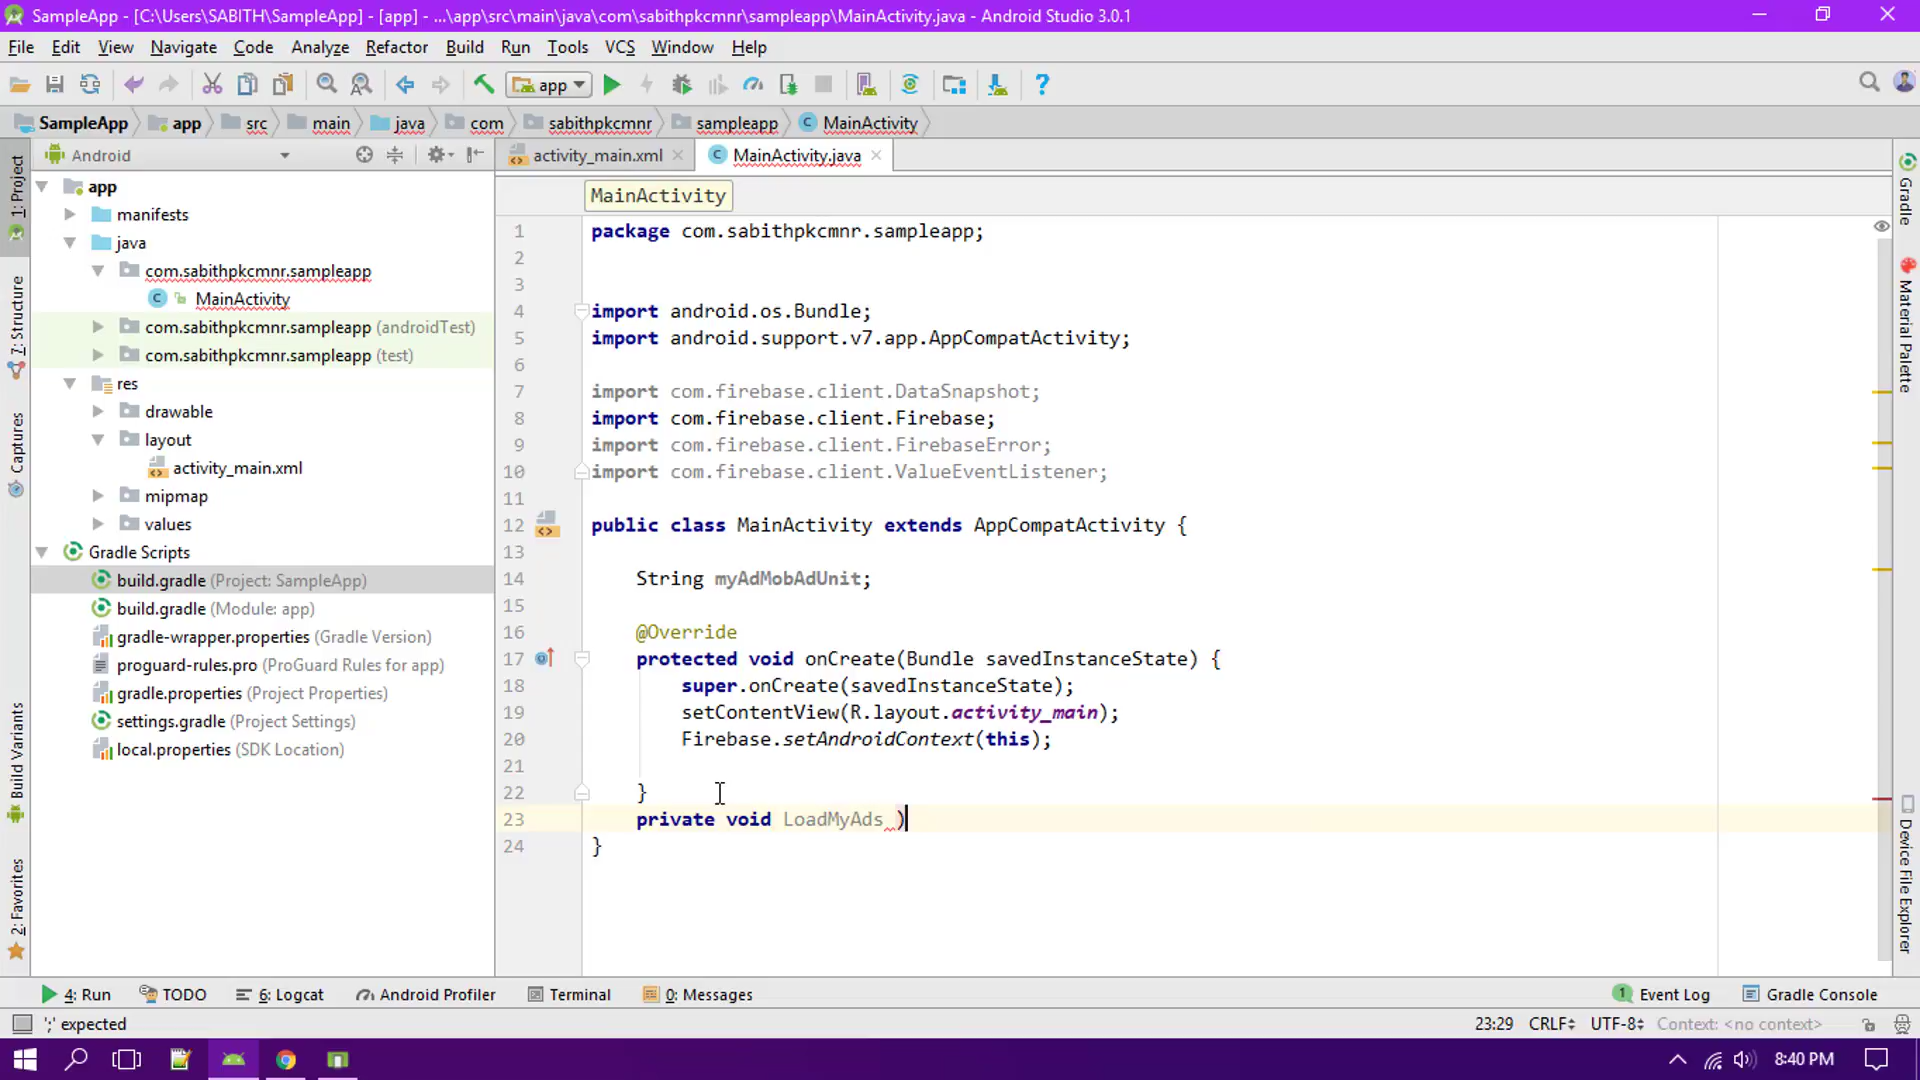 SampleApp - [C:\Users\SABITH\SampleApp] - [app] - ...\app\src\main\java\com\sabithpkcmnr\sampleapp\MainActivity.java - Android Studio 3.0.1
File Edit View Navigate Code Analyze Refactor Build Run Tools VCS Window Help
app
SampleApp app src main java com sabithpkcmnr sampleapp MainActivity
Android
activity_main.xml MainActivity.java
MainActivity
app
manifests
java
com.sabithpkcmnr.sampleapp
MainActivity
com.sabithpkcmnr.sampleapp (androidTest)
com.sabithpkcmnr.sampleapp (test)
res
drawable
layout
activity_main.xml
mipmap
values
Gradle Scripts
build.gradle (Project: SampleApp)
build.gradle (Module: app)
gradle-wrapper.properties (Gradle Version)
proguard-rules.pro (ProGuard Rules for app)
gradle.properties (Project Properties)
settings.gradle (Project Settings)
local.properties (SDK Location)
1: Project
7: Structure
Captures
Build Variants
2: Favorites
1 package com.sabithpkcmnr.sampleapp;
2
3
4 import android.os.Bundle;
5 import android.support.v7.app.AppCompatActivity;
6
7 import com.firebase.client.DataSnapshot;
8 import com.firebase.client.Firebase;
9 import com.firebase.client.FirebaseError;
10 import com.firebase.client.ValueEventListener;
11
12 public class MainActivity extends AppCompatActivity {
13
14 String myAdMobAdUnit;
15
16 @Override
17 protected void onCreate(Bundle savedInstanceState) {
18 super.onCreate(savedInstanceState);
19 setContentView(R.layout.activity_main);
20 Firebase.setAndroidContext(this);
21
22 }
23 private void LoadMyAds )
24 }
Gradle
Material Palette
Device File Explorer
4: Run TODO 6: Logcat Android Profiler Terminal 0: Messages 1 Event Log Gradle Console
';' expected 23:29 CRLF UTF-8 Context: <no context>
8:40 PM